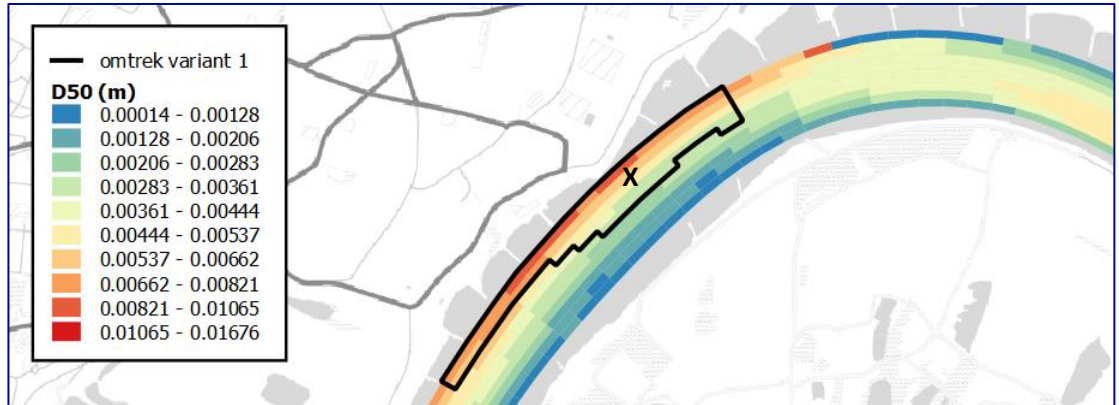 omtrek variant 1
D50 (m)
0.00014 - 0.00128
0.00128 - 0.00206
0.00206 - 0.00283
0.00283 - 0.00361
0.00361 - 0.00444
0.00444 - 0.00537
0.00537 - 0.00662
0.00662 - 0.00821
0.00821 - 0.01065
0.01065 - 0.01676
X